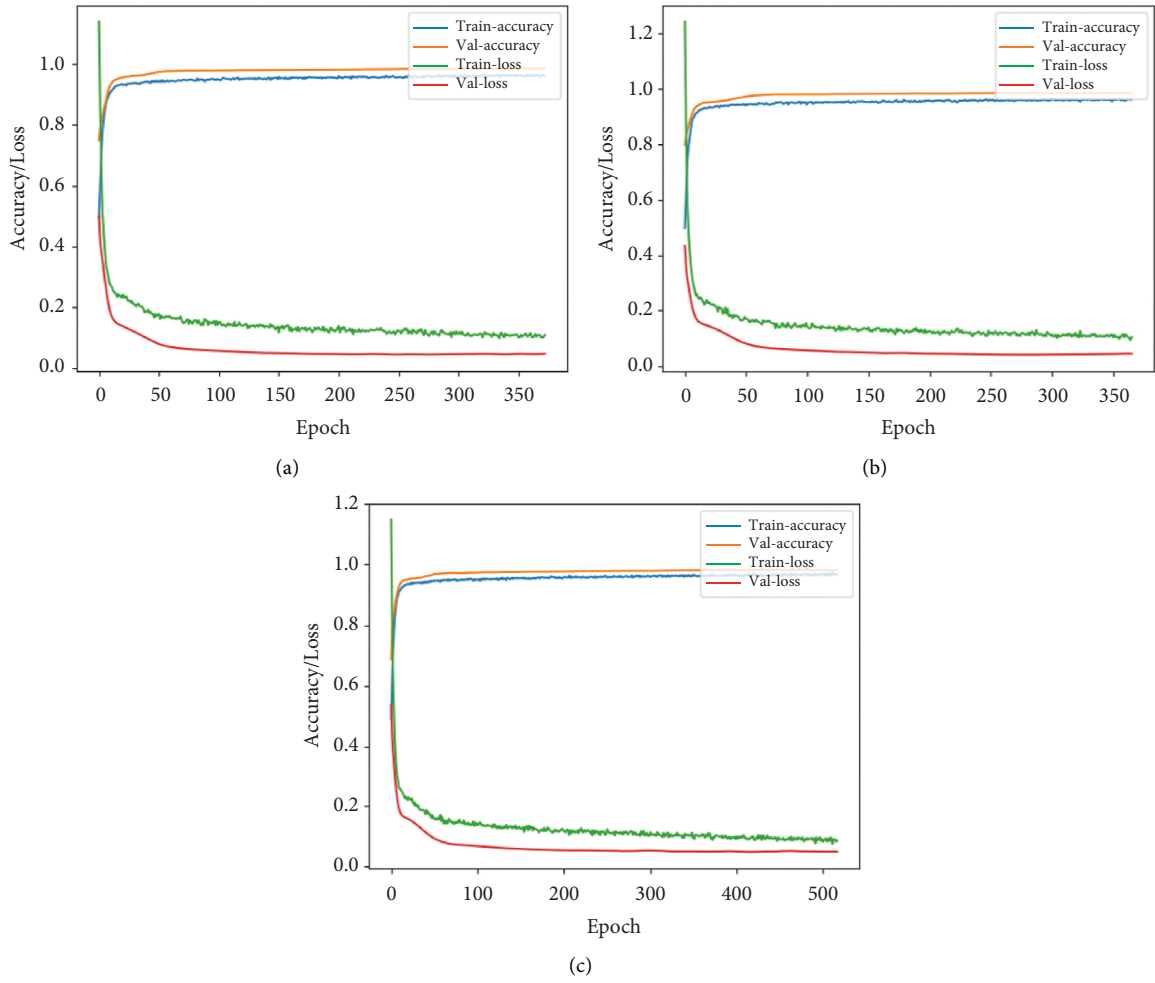 Train-accuracy
Val-accuracy
Train-loss
Val-loss
1.0
0.8
0.6
0.4
0.2
0.0
Accuracy/Loss
0 50 100 150 200 250 300 350
Epoch
(a)
Train-accuracy
Val-accuracy
Train-loss
Val-loss
1.2
1.0
0.8
0.6
0.4
0.2
0.0
Accuracy/Loss
0 50 100 150 200 250 300 350
Epoch
(b)
Train-accuracy
Val-accuracy
Train-loss
Val-loss
1.2
1.0
0.8
0.6
0.4
0.2
0.0
Accuracy/Loss
0 100 200 300 400 500
Epoch
(c)